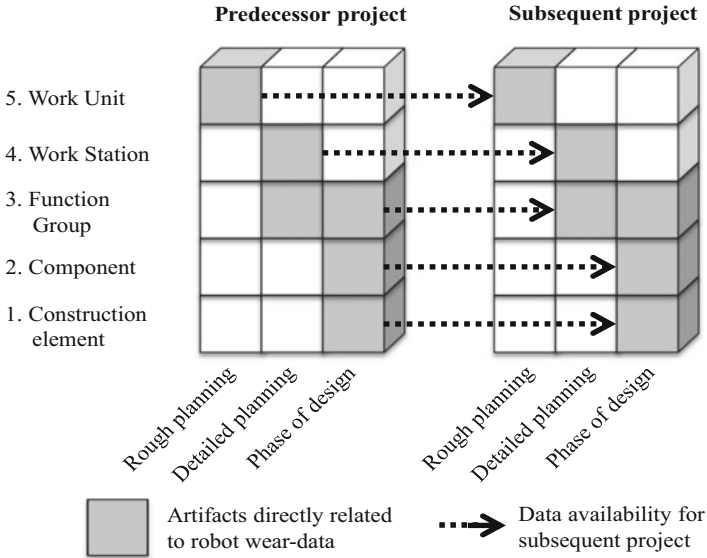 Predecessor project
Subsequent project
5. Work Unit
4. Work Station
3. Function
Group
2. Component
1. Construction
element
Rough planning
Detailed planning
Phase of design
Rough planning
Detailed planning
Phase of design
Artifacts directly related
to robot wear-data
Data availability for
subsequent project